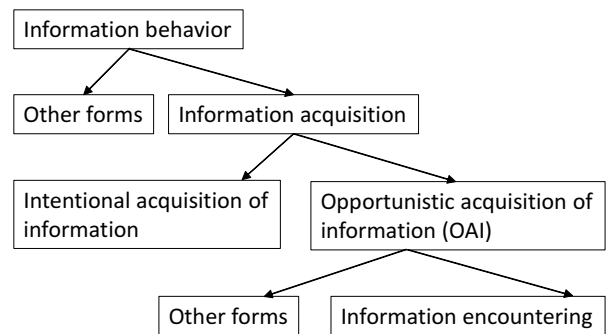 Information behavior
Other forms
Information acquisition
Intentional acquisition of
information
Opportunistic acquisition of
information (OAI)
Other forms
Information encountering